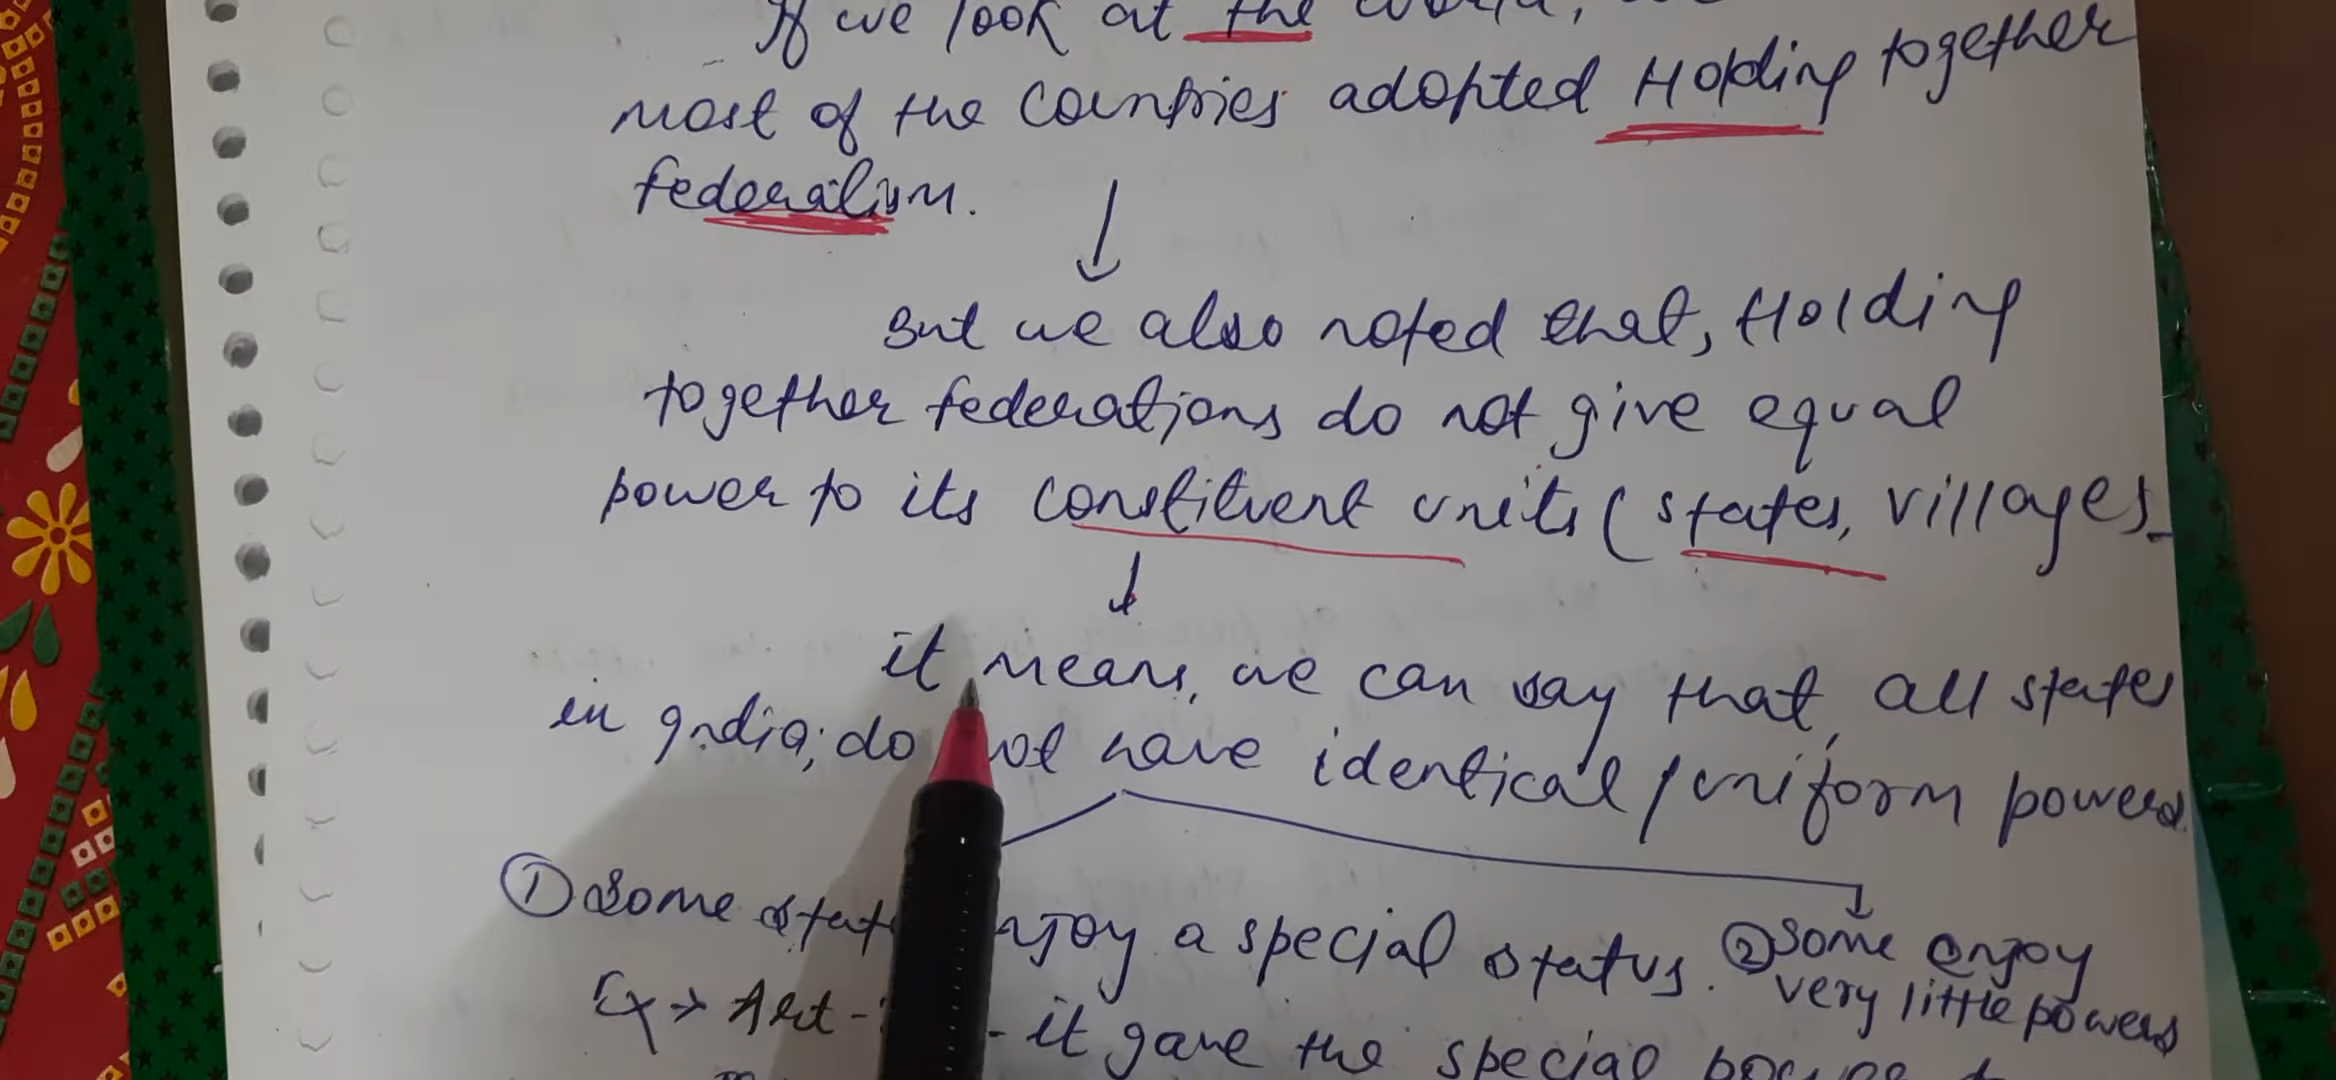 If we look at the world,
most of the countries adopted Holding together
federalism.
But we also noted that, Holding
together federations do not give equal
power to its constituent units (states, villages
it means, we can say that, all states
in India; do not have identical / uniform powers
① Some enjoy a special status. ② some enjoy
very little powers
Ex → Art - - it gave the special